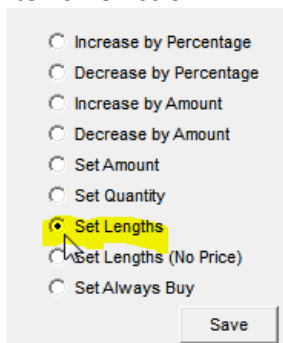 Increase by Percentage
Decrease by Percentage
Increase by Amount
Decrease by Amount
Set Amount
Set Quantity
Set Lengths
Set Lengths (No Price)
Set Always Buy
Save